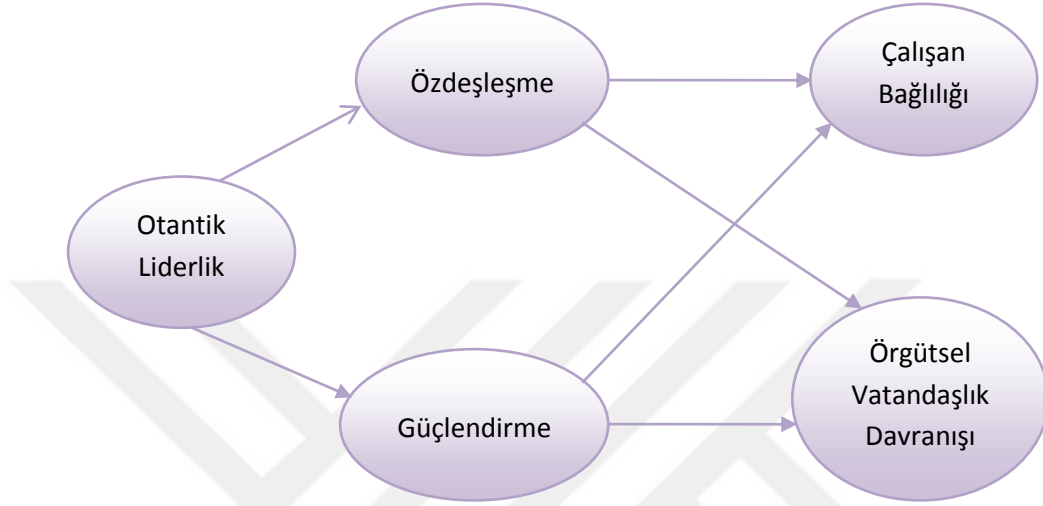 Özdeşleşme
Çalışan
Bağlılığı
Otantik
Liderlik
Güçlendirme
Örgütsel
Vatandaşlık
Davranışı